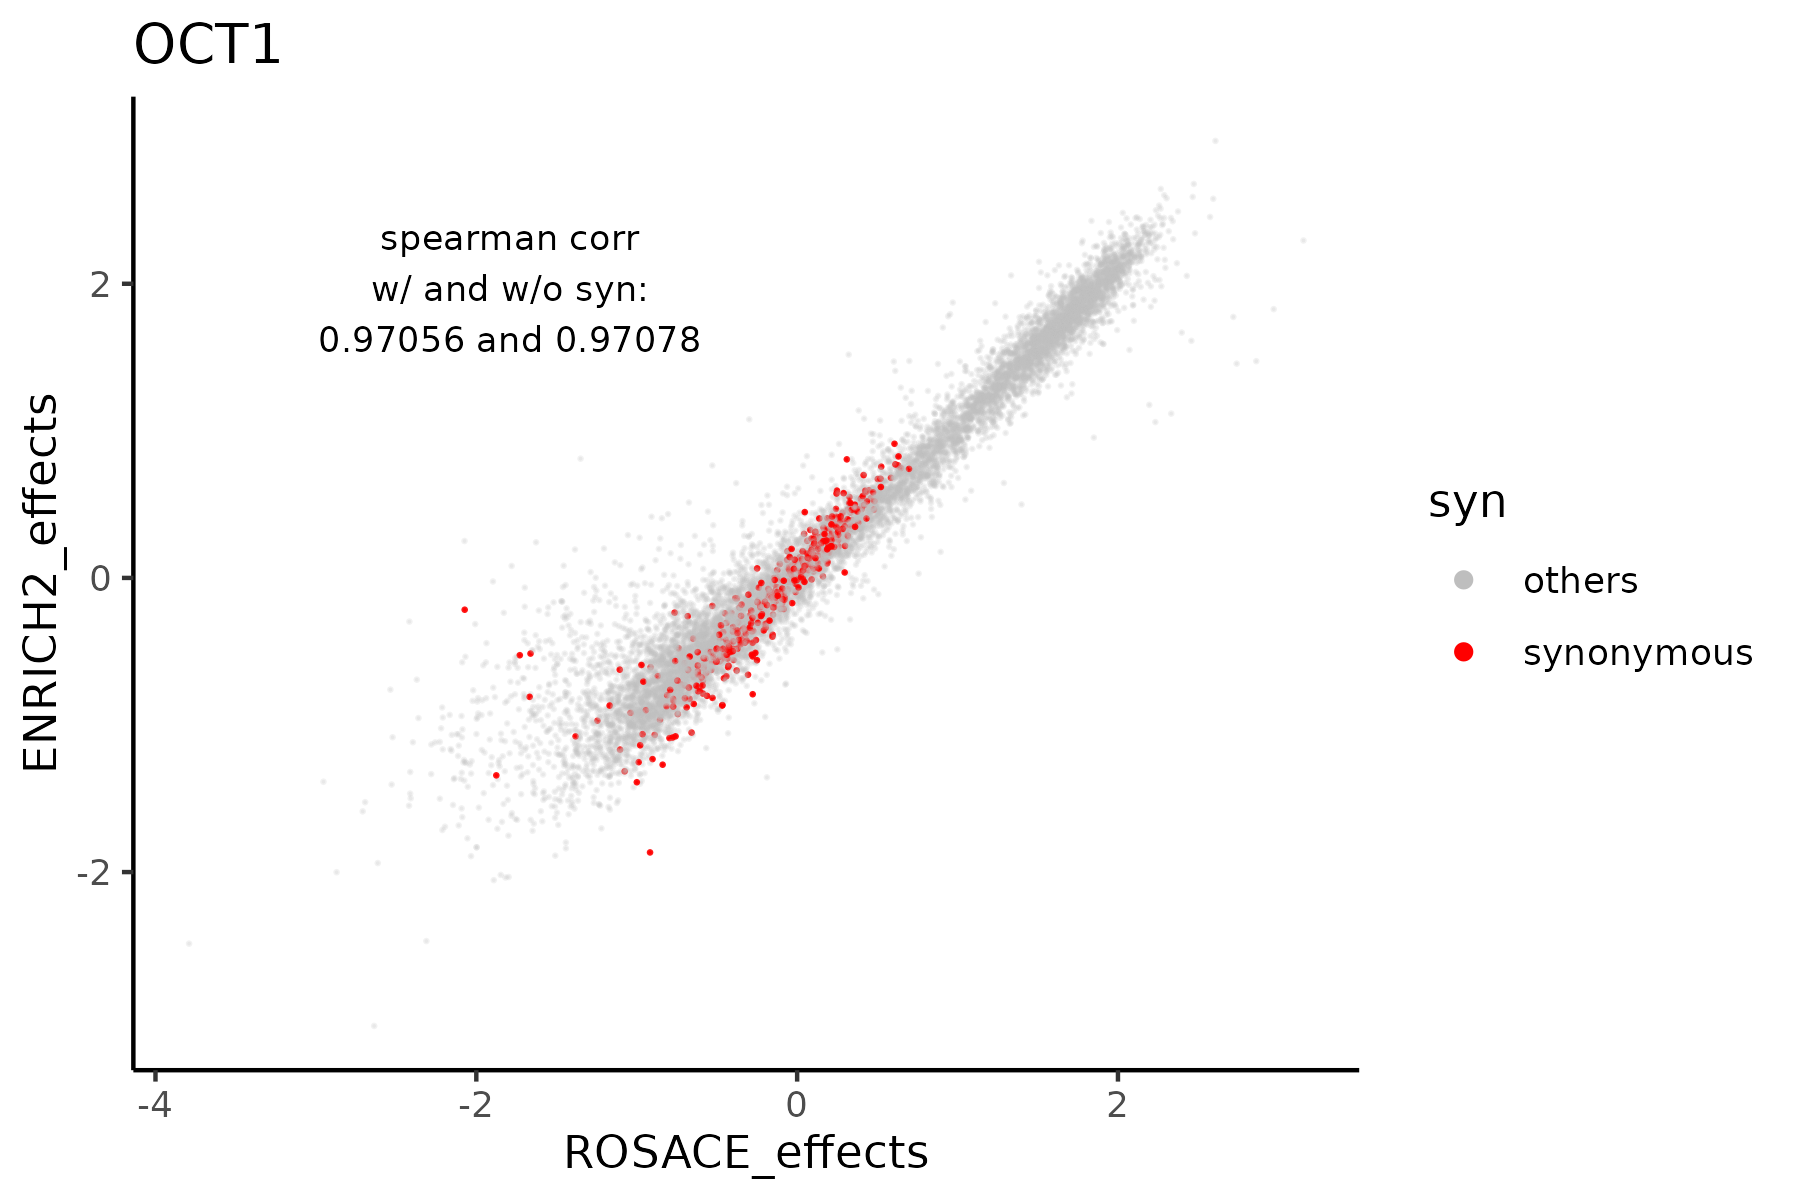 OCT1
spearman corr
w/ and w/o syn:
0.97056 and 0.97078
ENRICH2_effects
2
0
-2
-4
-2
0
2
ROSACE_effects
syn
others
synonymous